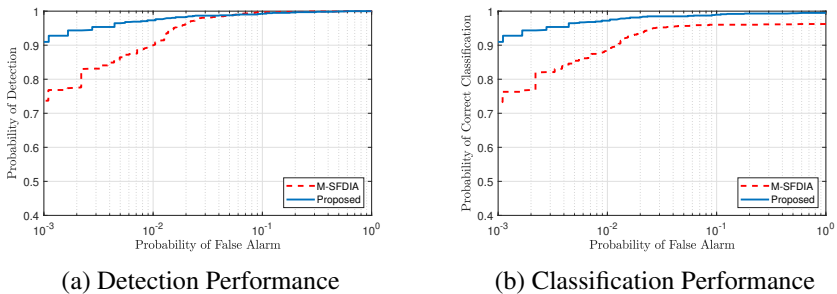 1
0.9
0.8
0.7
0.6
0.5
0.4
Probability of Detection
10^-3
10^-2
10^-1
10^0
Probability of False Alarm
M-SFDIA
Proposed
(a) Detection Performance
1
0.9
0.8
0.7
0.6
0.5
0.4
Probability of Correct Classification
10^-3
10^-2
10^-1
10^0
Probability of False Alarm
M-SFDIA
Proposed
(b) Classification Performance